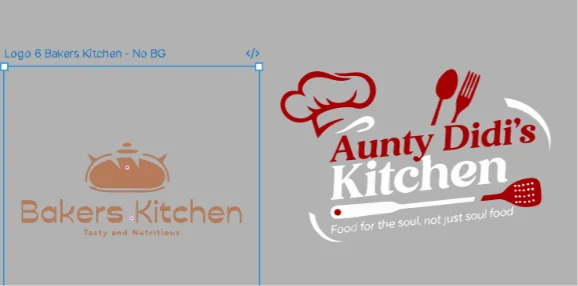 Logo 6 Bakers Kitchen - No BG
</>
Bakers Kitchen
Tasty and Nutritious
Aunty Didi's
Kitchen
Food for the soul, not just soul food